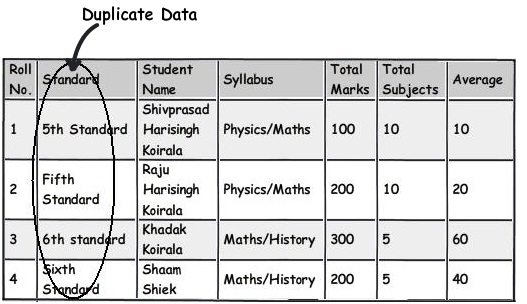 Duplicate Data
Roll No. Standard Student Name Syllabus Total Marks Total Subjects Average
1 5th Standard Shivprasad Harisingh Koirala Physics/Maths 100 10 10
2 Fifth Standard Raju Harisingh Koirala Physics/Maths 200 10 20
3 6th standard Khadak Koirala Maths/History 300 5 60
4 Sixth Standard Shaam Shiek Maths/History 200 5 40